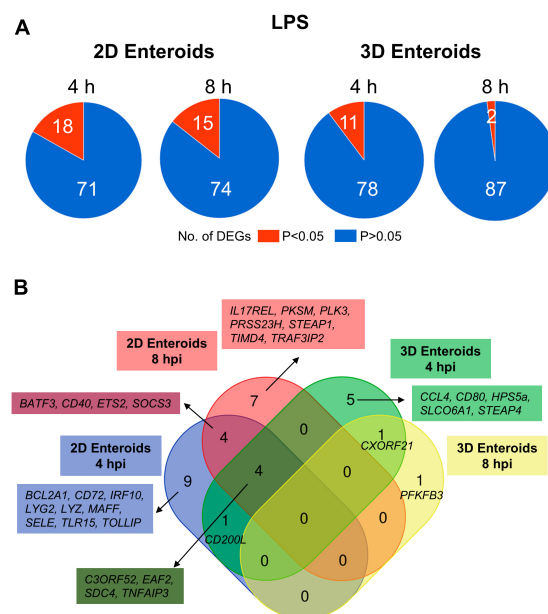 A
LPS
2D Enteroids
3D Enteroids
4 h
8 h
4 h
8 h
18
71
15
74
11
78
2
87
No. of DEGs
P<0.05
P>0.05
B
IL17REL, PKSM, PLK3,
PRSS23H, STEAP1,
TIMD4, TRAF3IP2
2D Enteroids
8 hpi
3D Enteroids
4 hpi
BATF3, CD40, ETS2, SOCS3
CCL4, CD80, HPS5a,
SLCO6A1, STEAP4
2D Enteroids
4 hpi
3D Enteroids
8 hpi
BCL2A1, CD72, IRF10,
LYG2, LYZ, MAFF,
SELE, TLR15, TOLLIP
C3ORF52, EAF2,
SDC4, TNFAIP3
7
5
4
0
1
CXORF21
9
4
0
1
PFKFB3
1
CD200L
0
0
0
0
0